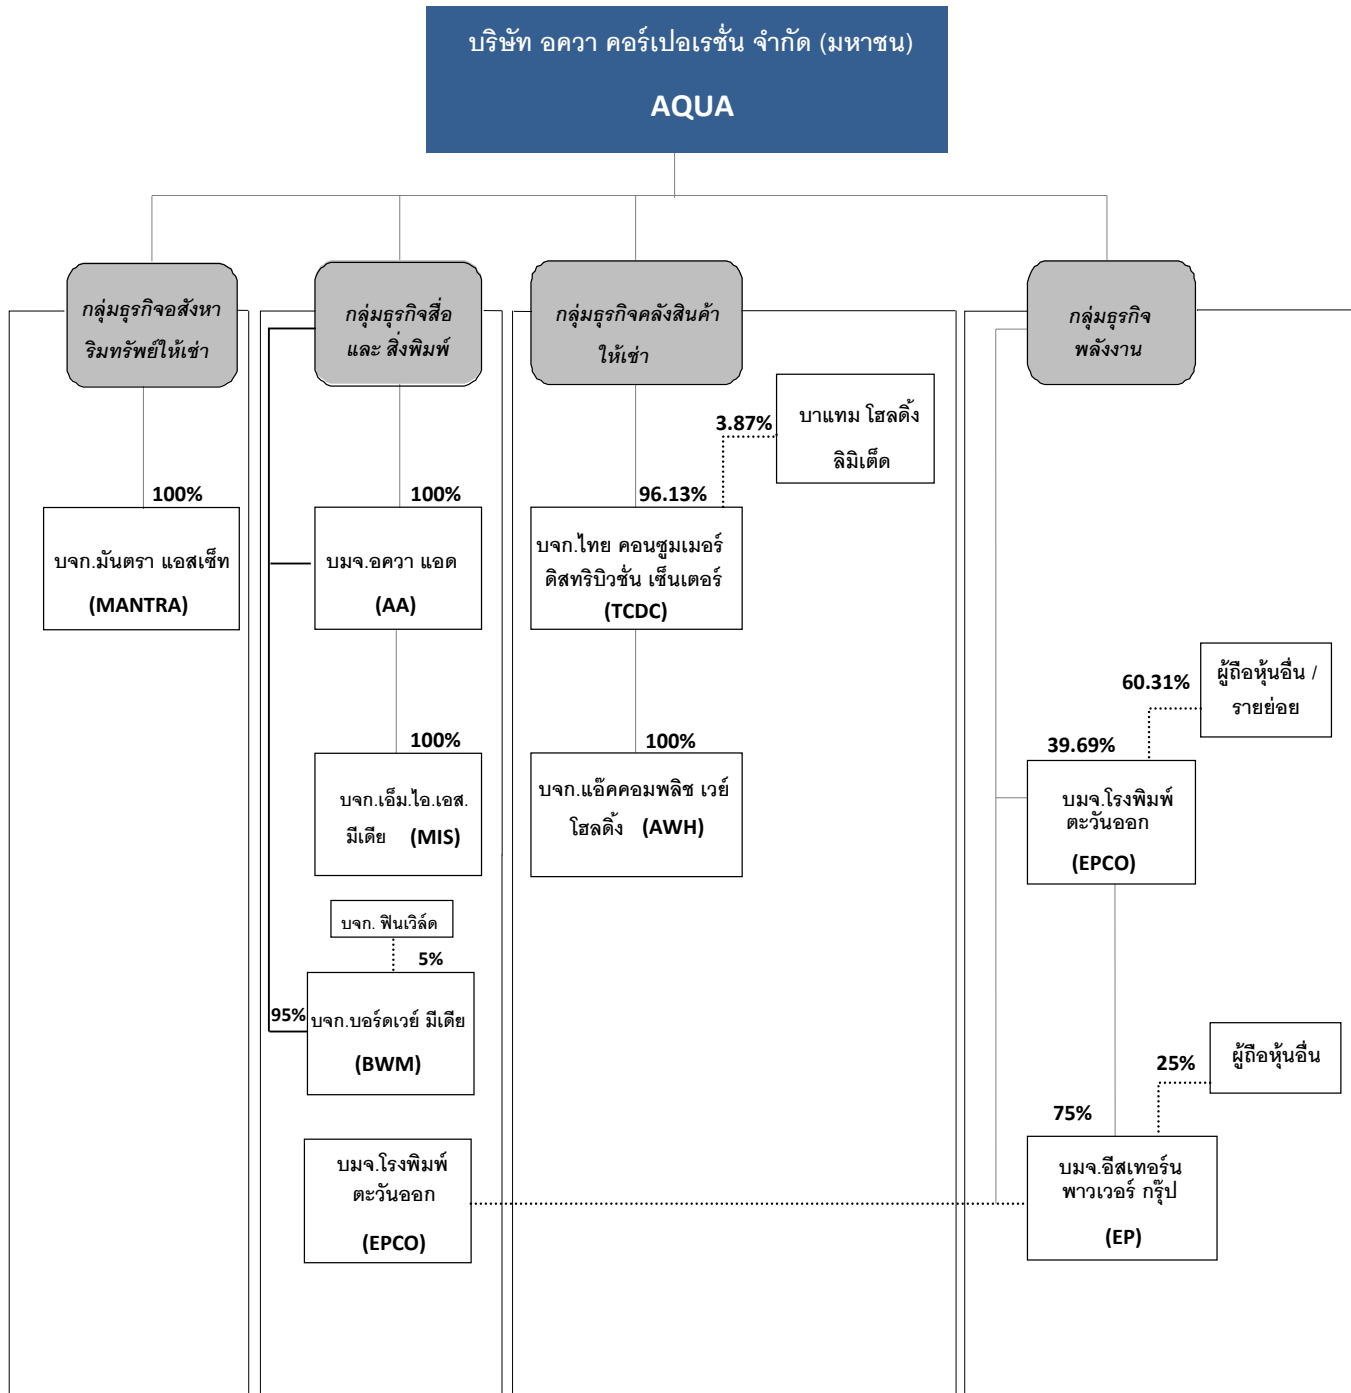 บริษัท อควา คอร์เปอเรชั่น จำกัด (มหาชน)
AQUA
กลุ่มธุรกิจอสังหา
ริมทรัพย์ให้เช่า
100%
บจก.มันตรา แอสเซ็ท
(MANTRA)
กลุ่มธุรกิจสื่อ
และ สิ่งพิมพ์
100%
บมจ.อควา แอด
(AA)
100%
บจก.เอ็ม.ไอ.เอส.
มีเดีย (MIS)
บจก. ฟินเวิล์ด
5%
95%
บจก.บอร์ดเวย์ มีเดีย
(BWM)
บมจ.โรงพิมพ์
ตะวันออก
(EPCO)
กลุ่มธุรกิจคลังสินค้า
ให้เช่า
3.87%
บาแทม โฮลดิ้ง
ลิมิเต็ด
96.13%
บจก.ไทย คอนซูมเมอร์
ดิสทริบิวชั่น เซ็นเตอร์
(TCDC)
100%
บจก.แอ๊คคอมพลิช เวย์
โฮลดิ้ง (AWH)
กลุ่มธุรกิจ
พลังงาน
60.31%
ผู้ถือหุ้นอื่น /
รายย่อย
39.69%
บมจ.โรงพิมพ์
ตะวันออก
(EPCO)
25%
ผู้ถือหุ้นอื่น
75%
บมจ.อีสเทอร์น
พาวเวอร์ กรุ๊ป
(EP)